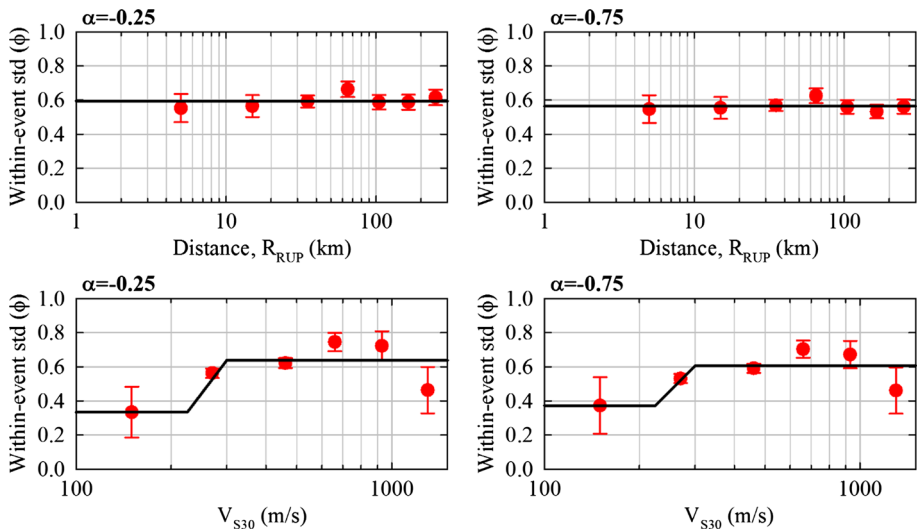 α=-0.25
α=-0.75
Within-event std (ϕ)
1.0
0.8
0.6
0.4
0.2
0.0
1
10
100
Distance, R_RUP (km)
Within-event std (ϕ)
1.0
0.8
0.6
0.4
0.2
0.0
1
10
100
Distance, R_RUP (km)
α=-0.25
α=-0.75
Within-event std (ϕ)
1.0
0.8
0.6
0.4
0.2
0.0
100
1000
V_S30 (m/s)
Within-event std (ϕ)
1.0
0.8
0.6
0.4
0.2
0.0
100
1000
V_S30 (m/s)